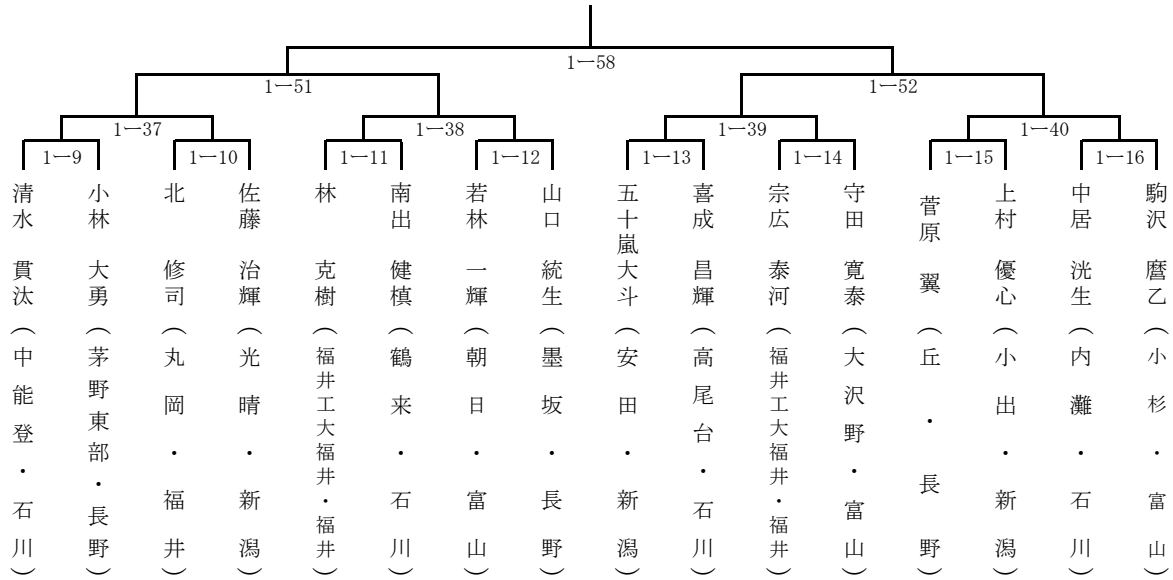 1－58
1－51
1－52
1－37
1－38
1－39
1－40
1－9
1－10
1－11
1－12
1－13
1－14
1－15
1－16
清水 貫汰（中能登・石川）
小林 大勇（茅野東部・長野）
北 修司（丸岡・福井）
佐藤 治輝（光晴・新潟）
林 克樹（福井工大福井・福井）
南出 健槙（鶴来・石川）
若林 一輝（朝日・富山）
山口 統生（墨坂・長野）
五十嵐大斗（安田・新潟）
喜成 昌輝（高尾台・石川）
宗広 泰河（福井工大福井・福井）
守田 寛泰（大沢野・富山）
菅原 翼（丘・長野）
上村 優心（小出・新潟）
中居 洸生（内灘・石川）
駒沢 麿乙（小杉・富山）